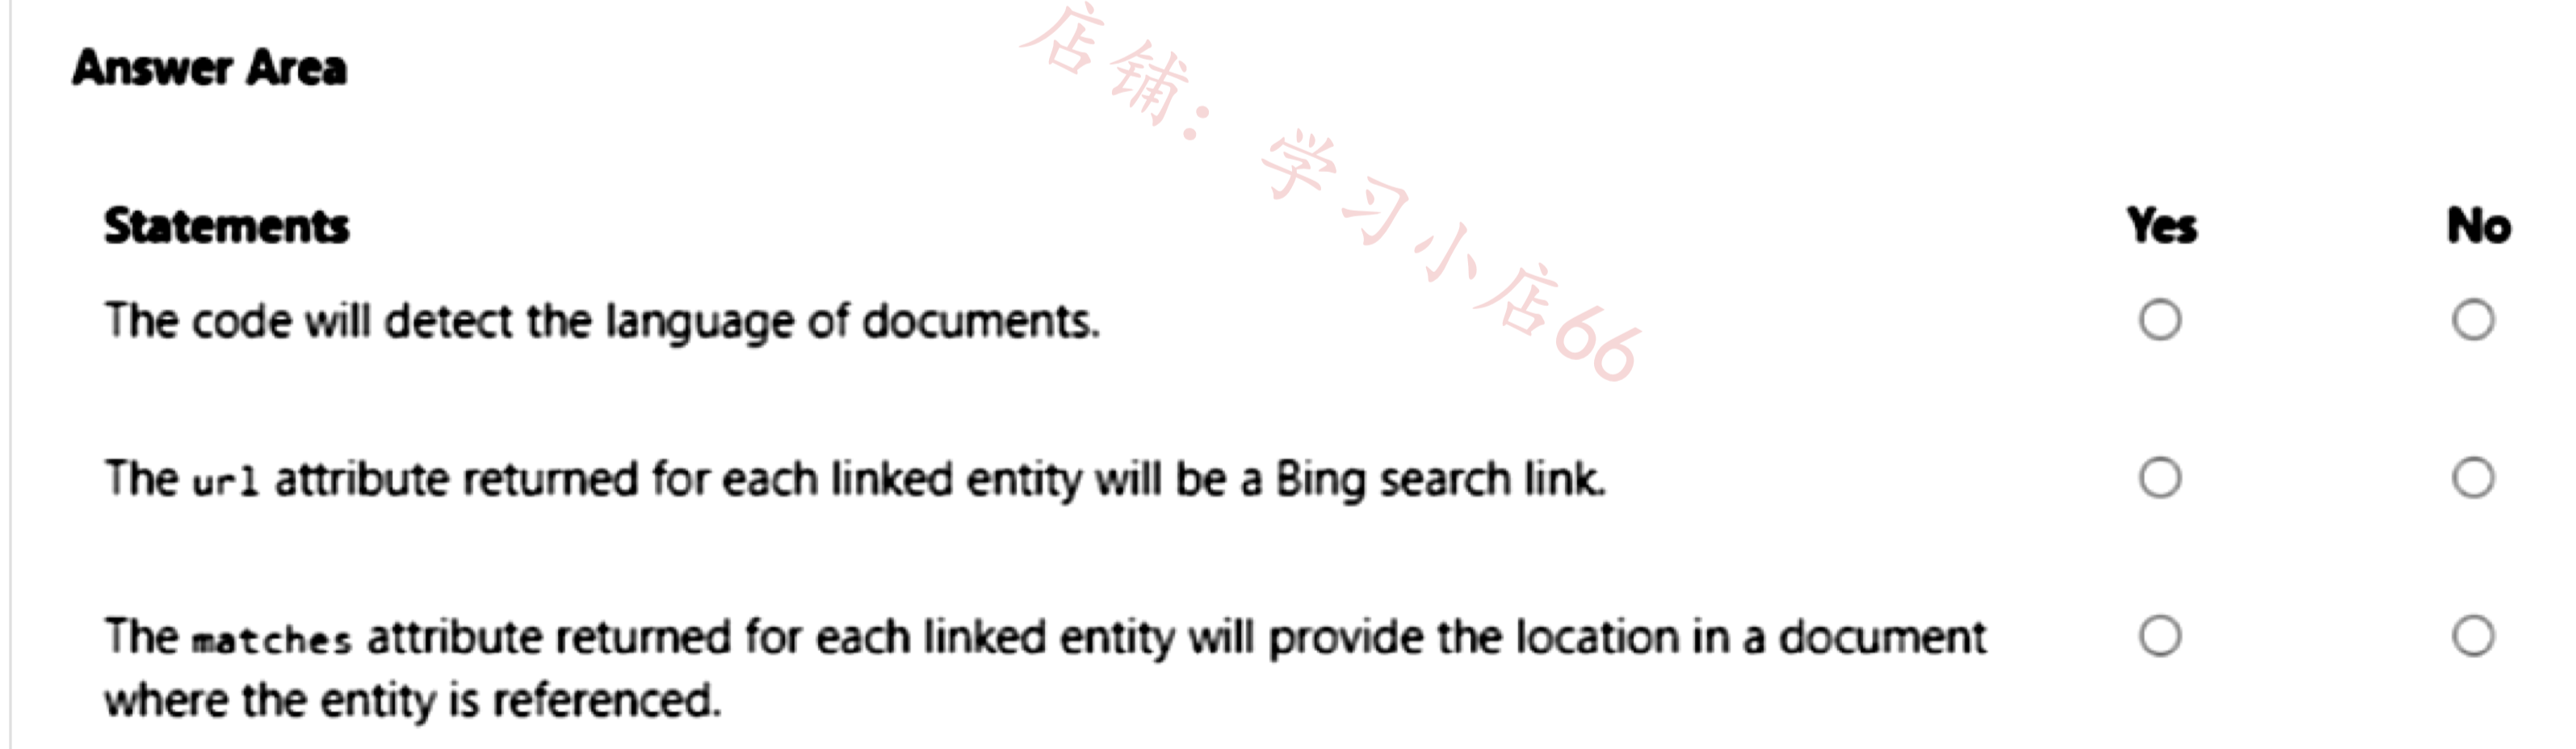 Answer Area
店铺：学习小店66
Statements Yes No
The code will detect the language of documents.
The url attribute returned for each linked entity will be a Bing search link.
The matches attribute returned for each linked entity will provide the location in a document
where the entity is referenced.